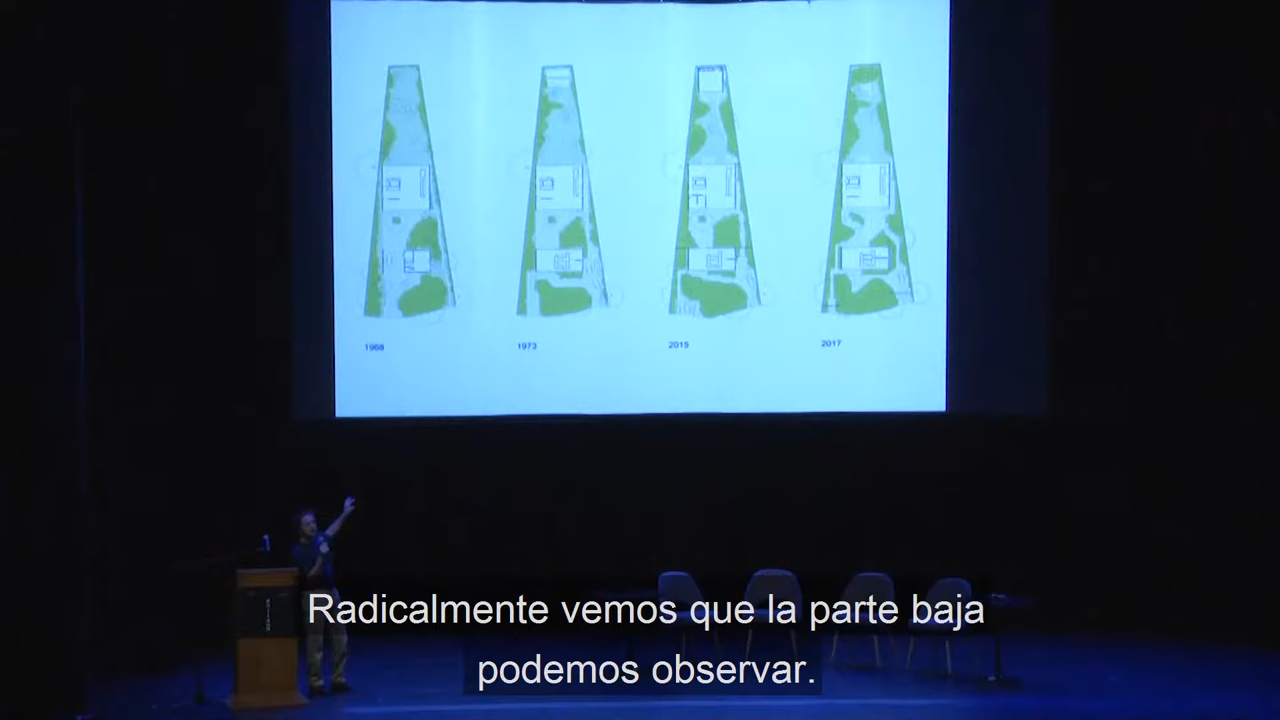 1968
1973
2015
2017
Radicalmente vemos que la parte baja
podemos observar.